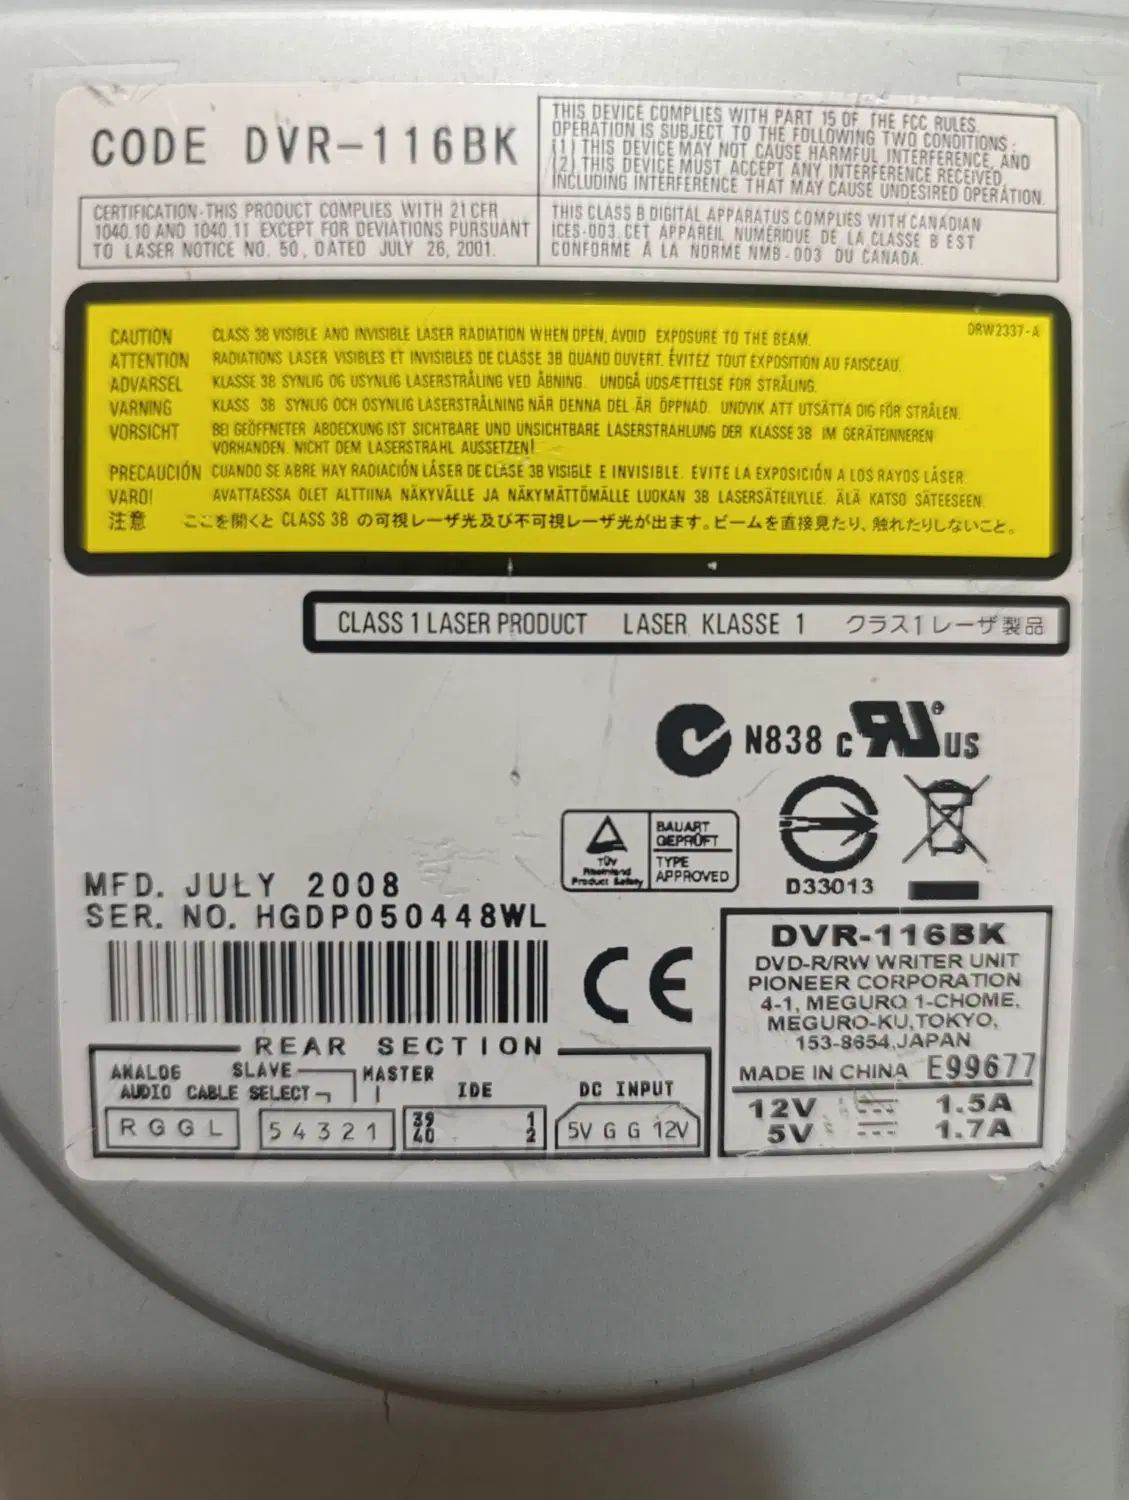 CODE DVR-116BK
THIS DEVICE COMPLIES WITH PART 15 OF THE FCC RULES.
OPERATION IS SUBJECT TO THE FOLLOWING TWO CONDITIONS:
(1) THIS DEVICE MAY NOT CAUSE HARMFUL INTERFERENCE, AND
(2) THIS DEVICE MUST ACCEPT ANY INTERFERENCE RECEIVED,
INCLUDING INTERFERENCE THAT MAY CAUSE UNDESIRED OPERATION.
CERTIFICATION-THIS PRODUCT COMPLIES WITH 21 CFR
1040.10 AND 1040.11 EXCEPT FOR DEVIATIONS PURSUANT
TO LASER NOTICE NO. 50, DATED JULY 26, 2001.
THIS CLASS B DIGITAL APPARATUS COMPLIES WITH CANADIAN
ICES-003. CET APPAREIL NUMÉRIQUE DE LA CLASSE B EST
CONFORME À LA NORME NMB-003 DU CANADA.
DRW2337-A
CAUTION CLASS 3B VISIBLE AND INVISIBLE LASER RADIATION WHEN OPEN, AVOID EXPOSURE TO THE BEAM.
ATTENTION RADIATIONS LASER VISIBLES ET INVISIBLES DE CLASSE 3B QUAND OUVERT. ÉVITEZ TOUT EXPOSITION AU FAISCEAU.
ADVARSEL KLASSE 3B SYNLIG OG USYNLIG LASERSTRÅLING VED ÅBNING. UNDGÅ UDSÆTTELSE FOR STRÅLING.
VARNING KLASS 3B SYNLIG OCH OSYNLIG LASERSTRÅLNING NÄR DENNA DEL ÄR ÖPPNAD. UNDVIK ATT UTSÄTTA DIG FÖR STRÅLEN.
VORSICHT BEI GEÖFFNETER ABDECKUNG IST SICHTBARE UND UNSICHTBARE LASERSTRAHLUNG DER KLASSE 3B IM GERÄTEINNEREN
VORHANDEN. NICHT DEM LASERSTRAHL AUSSETZEN!
PRECAUCIÓN CUANDO SE ABRE HAY RADIACIÓN LÁSER DE CLASE 3B VISIBLE E INVISIBLE. EVITE LA EXPOSICIÓN A LOS RAYOS LÁSER.
VARO! AVATTAESSA OLET ALTTIINA NÄKYVÄLLE JA NÄKYMÄTTÖMÄLLE LUOKAN 3B LASERSÄTEILYLLE. ÄLÄ KATSO SÄTEESEEN.
注意 ここを開くと CLASS 3B の可視レーザ光及び不可視レーザ光が出ます。ビームを直接見たり、触れたりしないこと。
CLASS 1 LASER PRODUCT LASER KLASSE 1 クラス1レーザ製品
N838 C RU® US
TÜV
Rheinland
Product Safety
BAUART
GEPRÜFT
TYPE
APPROVED
D33013
MFD. JULY 2008
SER. NO. HGDP050448WL
CE
DVR-116BK
DVD-R/RW WRITER UNIT
PIONEER CORPORATION
4-1, MEGURO 1-CHOME,
MEGURO-KU, TOKYO,
153-8654, JAPAN
MADE IN CHINA E99677
12V 1.5A
5V 1.7A
REAR SECTION
ANALOG
AUDIO
SLAVE
CABLE SELECT
MASTER
IDE
DC INPUT
R G G L
5 4 3 2 1
39 1
40 2
5V G G 12V